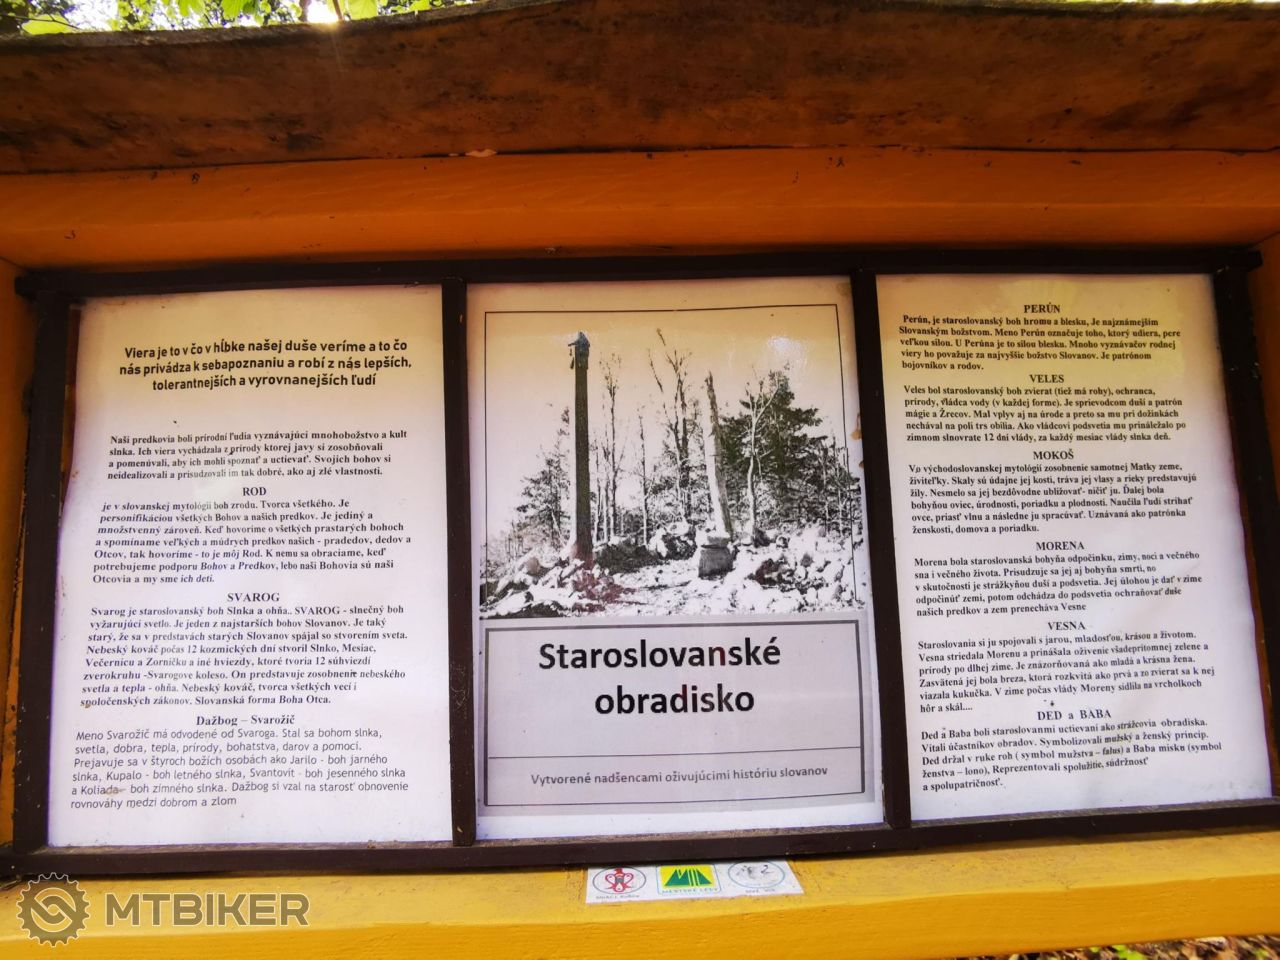 Viera je to v čo v hĺbke našej duše veríme a to čo
nás privádza k sebapoznaniu a robí z nás lepších,
tolerantnejších a vyrovnanejších ľudí
Naši predkovia boli prírodní ľudia vyznávajúci mnohobožstvo a kult
slnka. Ich viera vychádzala z prírody ktorej javy si zosobňovali
a pomenúvali, aby ich mohli spoznať a uctievať. Svojich bohov si
neidealizovali a prisudzovali im tak dobré, ako aj zlé vlastnosti.
ROD
je v slovanskej mytológii boh zrodu. Tvorca všetkého. Je
personifikáciou všetkých Bohov a našich predkov. Je jediný a
množstvenný zároveň. Keď hovoríme o všetkých prastarých bohoch
a spomíname veľkých a múdrych predkov našich - pradedov, dedov a
Otcov, tak hovoríme - to je môj Rod. K nemu sa obraciame, keď
potrebujeme podporu Bohov a Predkov, lebo naši Bohovia sú naši
Otcovia a my sme ich deti.
SVAROG
Svarog je staroslovanský boh Slnka a ohňa.. SVAROG - slnečný boh
vyžarujúci svetlo. Je jeden z najstarších bohov Slovanov. Je taký
starý, že sa v predstavách starých Slovanov spájal so stvorením sveta.
Nebeský kováč počas 12 kozmických dní stvoril Slnko, Mesiac,
Večernicu a Zorničku a iné hviezdy, ktoré tvoria 12 súhviezdí
zverokruhu -Svarogove koleso. On predstavuje zosobnenie nebeského
svetla a tepla - ohňa. Nebeský kováč, tvorca všetkých vecí i
spoločenských zákonov. Slovanská forma Boha Otca.
Dažbog – Svarožič
Meno Svarožič má odvodené od Svaroga. Stal sa bohom slnka,
svetla, dobra, tepla, prírody, bohatstva, darov a pomoci.
Prejavuje sa v štyroch božích osobách ako Jarilo - boh jarného
slnka, Kupalo - boh letného slnka, Svantovít - boh jesenného slnka
a Koliada - boh zimného slnka. Dažbog si vzal na starosť obnovenie
rovnováhy medzi dobrom a zlom
Staroslovanské
obradisko
Vytvorené nadšencami oživujúcimi históriu slovanov
PERÚN
Perún, je staroslovanský boh hromu a blesku, Je najznámejším
Slovanským božstvom. Meno Perún označuje toho, ktorý udiera, pere
veľkou silou. U Perúna je to silou blesku. Mnoho vyznávačov rodnej
viery ho považuje za najvyššie božstvo Slovanov. Je patrónom
bojovníkov a rodov.
VELES
Veles bol staroslovanský boh zvierat (tiež má rohy), ochranca,
prírody, vládca vody (v každej forme). Je sprievodcom duší a patrón
mágie a Žrecov. Mal vplyv aj na úrode a preto sa mu pri dožinkách
nechával na poli trs obilia. Ako vládcovi podsvetia mu prináležalo po
zimnom slnovrate 12 dní vlády, za každý mesiac vlády slnka deň.
MOKOŠ
Vo východoslovanskej mytológii zosobnenie samotnej Matky zeme,
živiteľky. Skaly sú údajne jej kosti, tráva jej vlasy a rieky predstavujú
žily. Nesmelo sa jej bezdôvodne ubližovať- ničiť ju. Ďalej bola
bohyňou oviec, úrodnosti, poriadku a plodnosti. Naučila ľudí strihať
ovce, priasť vlnu a následne ju spracúvať. Uznávaná ako patrónka
ženskosti, domova a poriadku.
MORENA
Morena bola staroslovanská bohyňa odpočinku, zimy, noci a večného
sna i večného života. Prisudzuje sa jej aj bohyňa smrti, no
v skutočnosti je strážkyňou duší a podsvetia. Jej úlohou je dať v zime
odpočinúť zemi, potom odchádza do podsvetia ochraňovať duše
našich predkov a zem prenecháva Vesne
VESNA
Staroslovania si ju spojovali s jarou, mladosťou, krásou a životom.
Vesna striedala Morenu a prinášala oživenie všadeprítomnej zelene a
prírody po dlhej zime. Je znázorňovaná ako mladá a krásna žena.
Zasvätená jej bola breza, ktorá rozkvitá ako prvá a zo zvierat sa k nej
viazala kukučka. V zime počas vlády Moreny sídlila na vrcholkoch
hôr a skál....
DED a BABA
Ded a Baba boli staroslovanmi uctievaní ako strážcovia obradiska.
Vítali účastníkov obradov. Symbolizovali mužský a ženský princíp.
Ded držal v ruke roh ( symbol mužstva – falus) a Baba misku (symbol
ženstva – lono), Reprezentovali spolužitie, súdržnosť
a spolupatričnosť.
MESTSKÉ LESY
MTBIKER